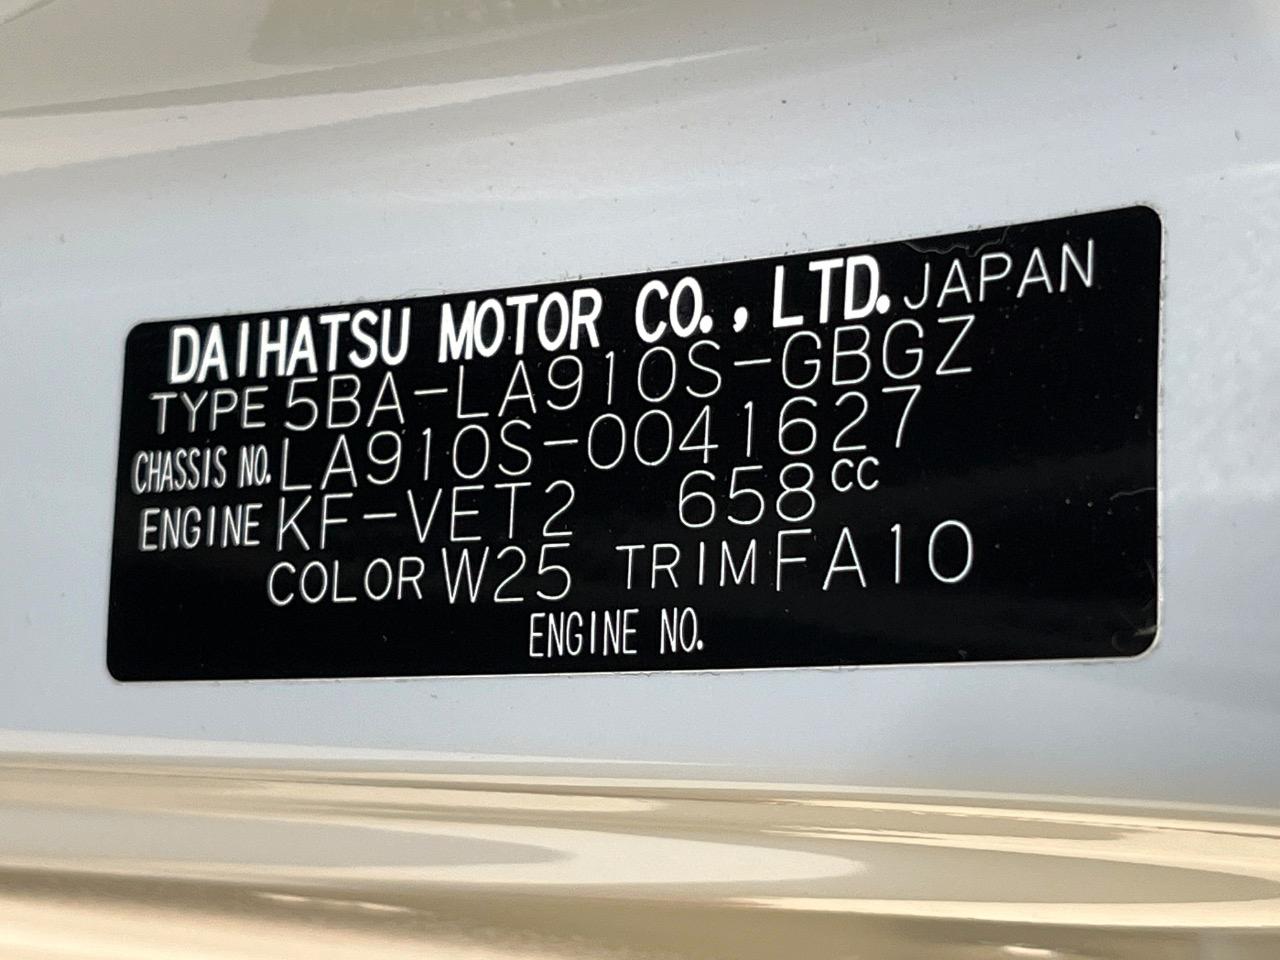 DAIHATSU MOTOR CO., LTD. JAPAN
TYPE 5BA-LA910S-GBGZ
CHASSIS NO. LA910S-0041627
ENGINE KF-VET2 658cc
COLOR W25 TRIM FA10
ENGINE NO.